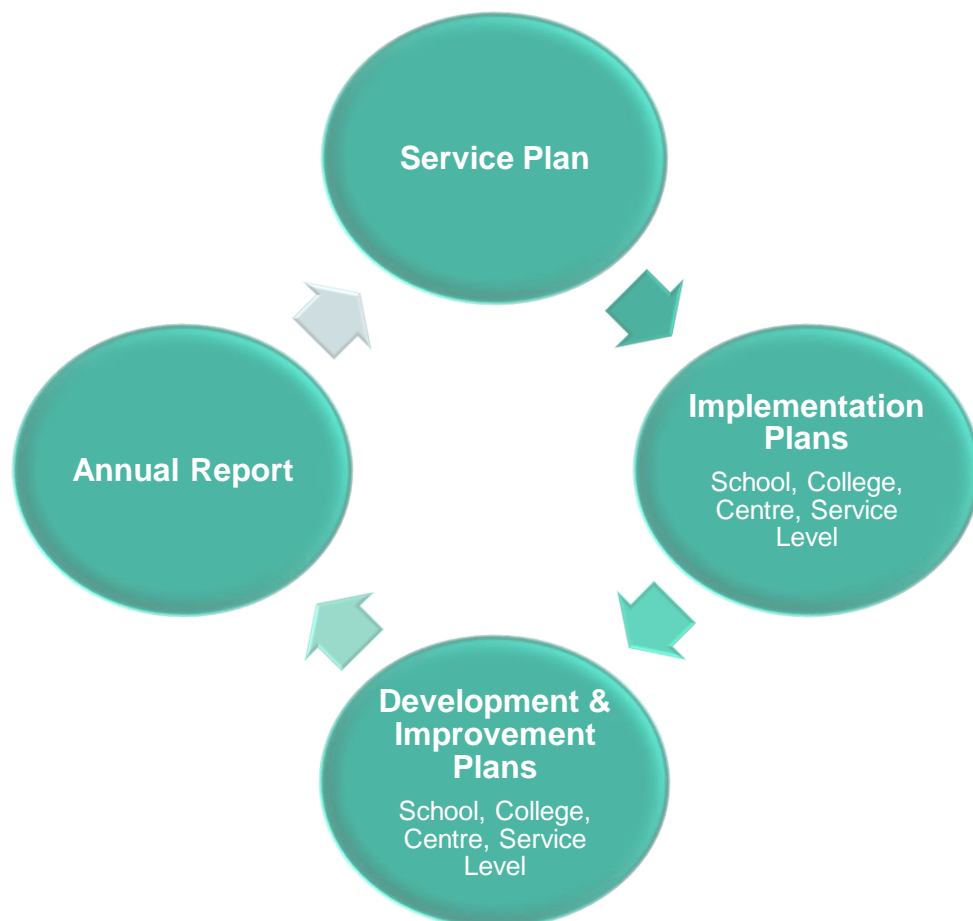 Service Plan
Implementation
Plans
School, College,
Centre, Service
Level
Development &
Improvement
Plans
School, College,
Centre, Service
Level
Annual Report